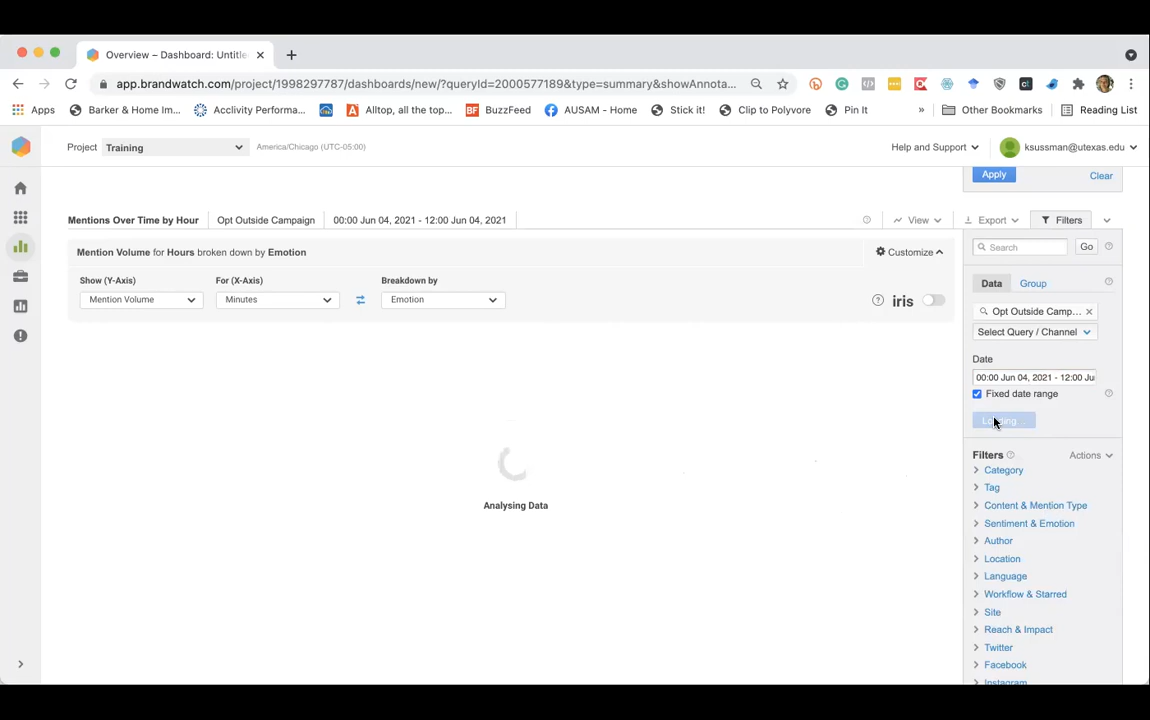 Overview – Dashboard: Untitle
app.brandwatch.com/project/1998297787/dashboards/new/?queryId=2000577189&type=summary&showAnnota...
Apps Barker & Home Im... Acclivity Performa... Alltop, all the top... BuzzFeed AUSAM - Home Stick it! Clip to Polyvore Pin It » Other Bookmarks Reading List
Project Training America/Chicago (UTC-05:00) Help and Support ksussman@utexas.edu
Apply Clear
Mentions Over Time by Hour Opt Outside Campaign 00:00 Jun 04, 2021 - 12:00 Jun 04, 2021 View Export Filters
Search Go
Mention Volume for Hours broken down by Emotion Customize
Show (Y-Axis) For (X-Axis) Breakdown by
Mention Volume Minutes Emotion iris
Data Group
Opt Outside Camp...
Select Query / Channel
Date
00:00 Jun 04, 2021 - 12:00 Ju
Fixed date range
Analysing Data
Filters Actions
Category
Tag
Content & Mention Type
Sentiment & Emotion
Author
Location
Language
Workflow & Starred
Site
Reach & Impact
Twitter
Facebook
Instagram